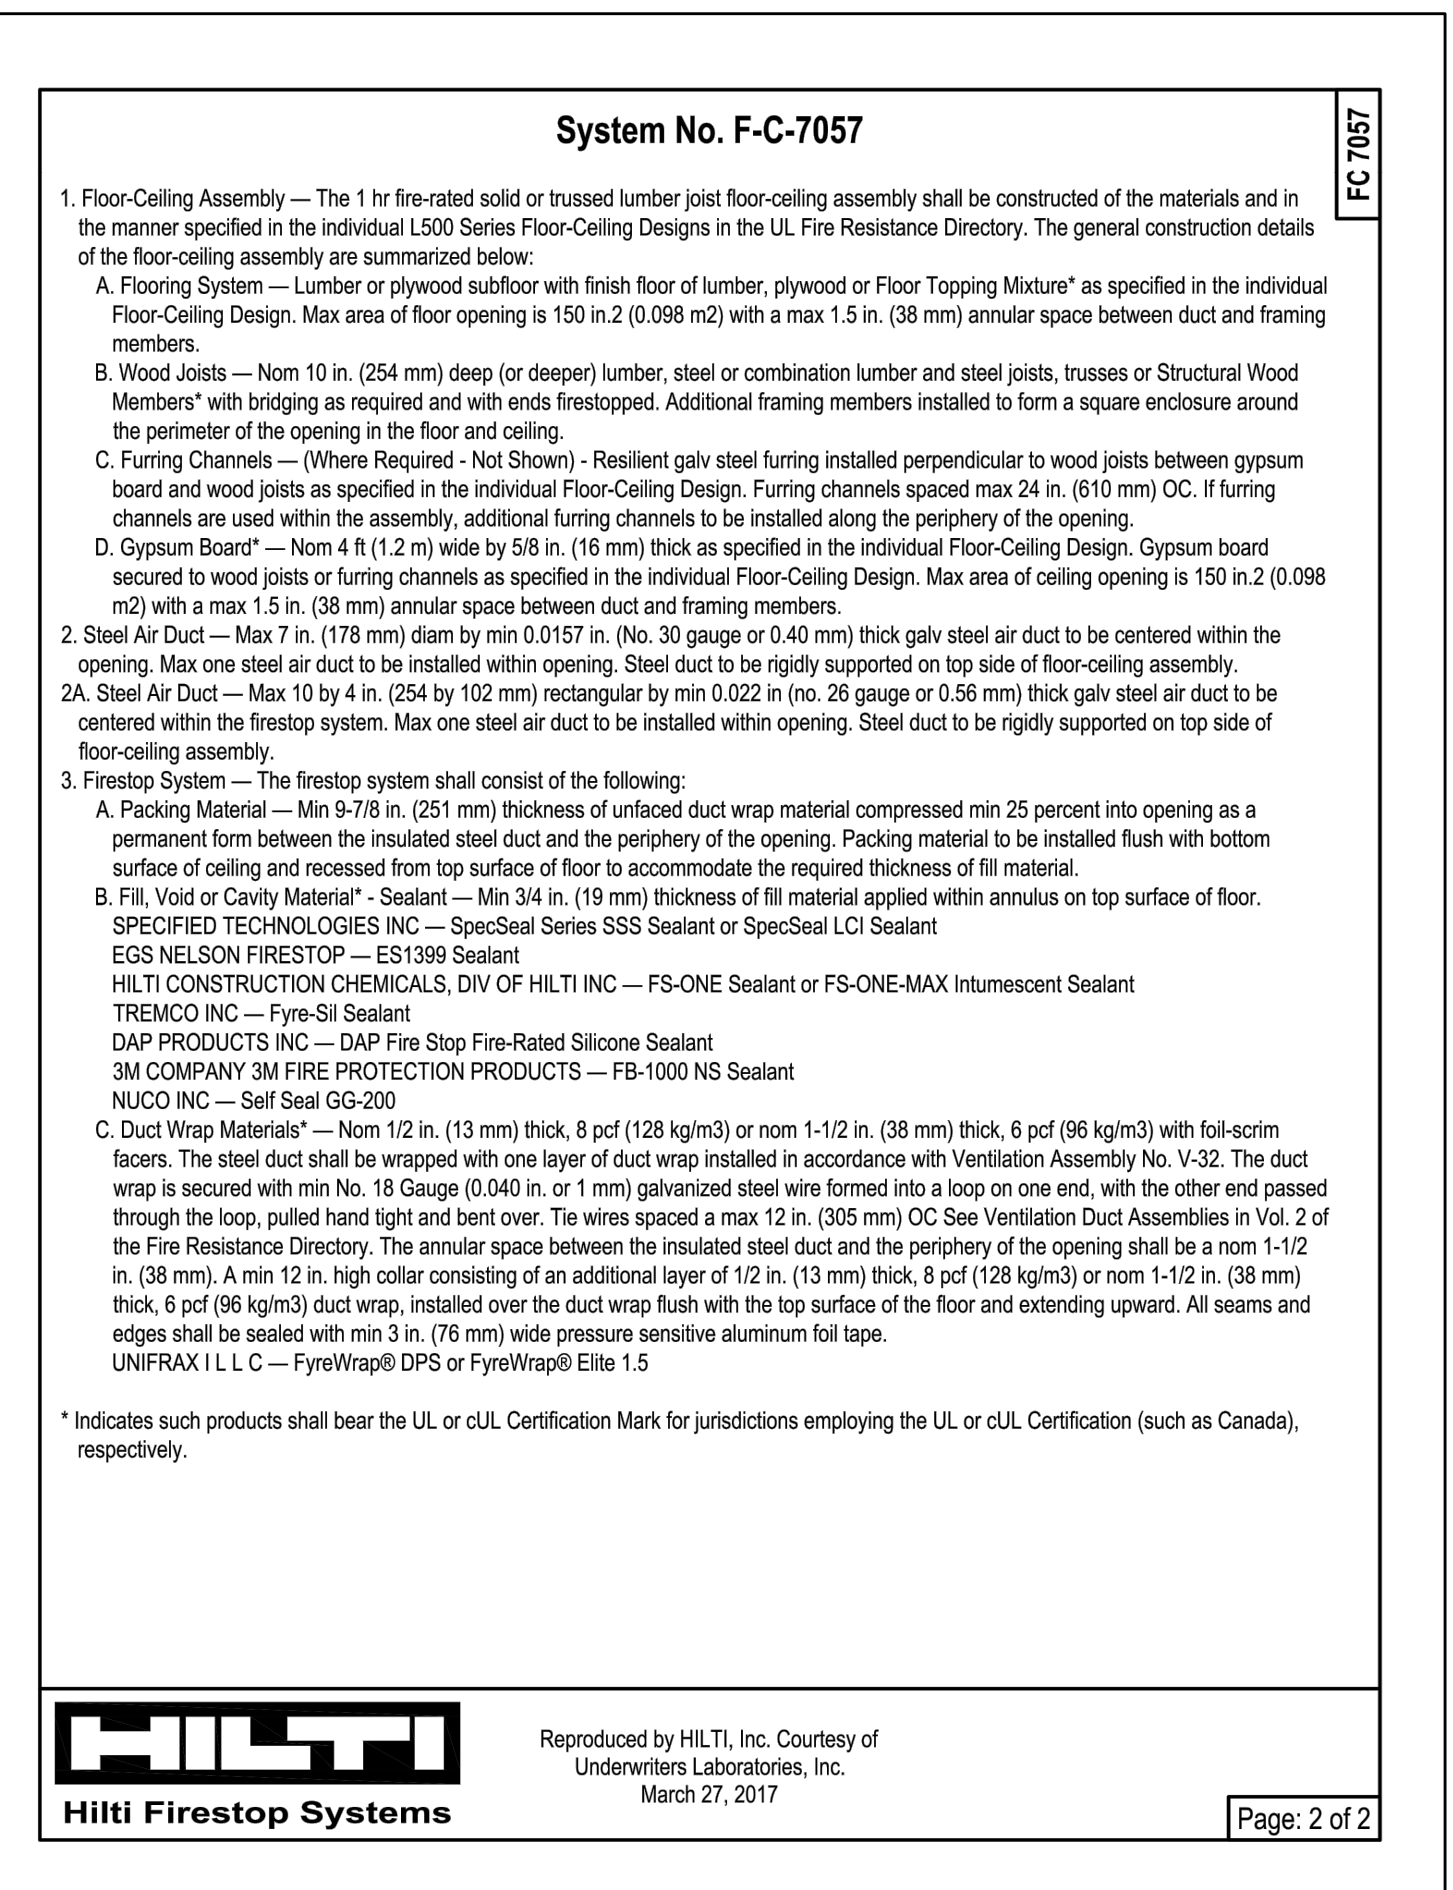 System No. F-C-7057
FC 7057
1. Floor-Ceiling Assembly — The 1 hr fire-rated solid or trussed lumber joist floor-ceiling assembly shall be constructed of the materials and in
the manner specified in the individual L500 Series Floor-Ceiling Designs in the UL Fire Resistance Directory. The general construction details
of the floor-ceiling assembly are summarized below:
A. Flooring System — Lumber or plywood subfloor with finish floor of lumber, plywood or Floor Topping Mixture* as specified in the individual
Floor-Ceiling Design. Max area of floor opening is 150 in.2 (0.098 m2) with a max 1.5 in. (38 mm) annular space between duct and framing
members.
B. Wood Joists — Nom 10 in. (254 mm) deep (or deeper) lumber, steel or combination lumber and steel joists, trusses or Structural Wood
Members* with bridging as required and with ends firestopped. Additional framing members installed to form a square enclosure around
the perimeter of the opening in the floor and ceiling.
C. Furring Channels — (Where Required - Not Shown) - Resilient galv steel furring installed perpendicular to wood joists between gypsum
board and wood joists as specified in the individual Floor-Ceiling Design. Furring channels spaced max 24 in. (610 mm) OC. If furring
channels are used within the assembly, additional furring channels to be installed along the periphery of the opening.
D. Gypsum Board* — Nom 4 ft (1.2 m) wide by 5/8 in. (16 mm) thick as specified in the individual Floor-Ceiling Design. Gypsum board
secured to wood joists or furring channels as specified in the individual Floor-Ceiling Design. Max area of ceiling opening is 150 in.2 (0.098
m2) with a max 1.5 in. (38 mm) annular space between duct and framing members.
2. Steel Air Duct — Max 7 in. (178 mm) diam by min 0.0157 in. (No. 30 gauge or 0.40 mm) thick galv steel air duct to be centered within the
opening. Max one steel air duct to be installed within opening. Steel duct to be rigidly supported on top side of floor-ceiling assembly.
2A. Steel Air Duct — Max 10 by 4 in. (254 by 102 mm) rectangular by min 0.022 in (no. 26 gauge or 0.56 mm) thick galv steel air duct to be
centered within the firestop system. Max one steel air duct to be installed within opening. Steel duct to be rigidly supported on top side of
floor-ceiling assembly.
3. Firestop System — The firestop system shall consist of the following:
A. Packing Material — Min 9-7/8 in. (251 mm) thickness of unfaced duct wrap material compressed min 25 percent into opening as a
permanent form between the insulated steel duct and the periphery of the opening. Packing material to be installed flush with bottom
surface of ceiling and recessed from top surface of floor to accommodate the required thickness of fill material.
B. Fill, Void or Cavity Material* - Sealant — Min 3/4 in. (19 mm) thickness of fill material applied within annulus on top surface of floor.
SPECIFIED TECHNOLOGIES INC — SpecSeal Series SSS Sealant or SpecSeal LCI Sealant
EGS NELSON FIRESTOP — ES1399 Sealant
HILTI CONSTRUCTION CHEMICALS, DIV OF HILTI INC — FS-ONE Sealant or FS-ONE-MAX Intumescent Sealant
TREMCO INC — Fyre-Sil Sealant
DAP PRODUCTS INC — DAP Fire Stop Fire-Rated Silicone Sealant
3M COMPANY 3M FIRE PROTECTION PRODUCTS — FB-1000 NS Sealant
NUCO INC — Self Seal GG-200
C. Duct Wrap Materials* — Nom 1/2 in. (13 mm) thick, 8 pcf (128 kg/m3) or nom 1-1/2 in. (38 mm) thick, 6 pcf (96 kg/m3) with foil-scrim
facers. The steel duct shall be wrapped with one layer of duct wrap installed in accordance with Ventilation Assembly No. V-32. The duct
wrap is secured with min No. 18 Gauge (0.040 in. or 1 mm) galvanized steel wire formed into a loop on one end, with the other end passed
through the loop, pulled hand tight and bent over. Tie wires spaced a max 12 in. (305 mm) OC See Ventilation Duct Assemblies in Vol. 2 of
the Fire Resistance Directory. The annular space between the insulated steel duct and the periphery of the opening shall be a nom 1-1/2
in. (38 mm). A min 12 in. high collar consisting of an additional layer of 1/2 in. (13 mm) thick, 8 pcf (128 kg/m3) or nom 1-1/2 in. (38 mm)
thick, 6 pcf (96 kg/m3) duct wrap, installed over the duct wrap flush with the top surface of the floor and extending upward. All seams and
edges shall be sealed with min 3 in. (76 mm) wide pressure sensitive aluminum foil tape.
UNIFRAX I L L C — FyreWrap® DPS or FyreWrap® Elite 1.5
* Indicates such products shall bear the UL or cUL Certification Mark for jurisdictions employing the UL or cUL Certification (such as Canada),
respectively.
HILTI
Hilti Firestop Systems
Reproduced by HILTI, Inc. Courtesy of
Underwriters Laboratories, Inc.
March 27, 2017
Page: 2 of 2